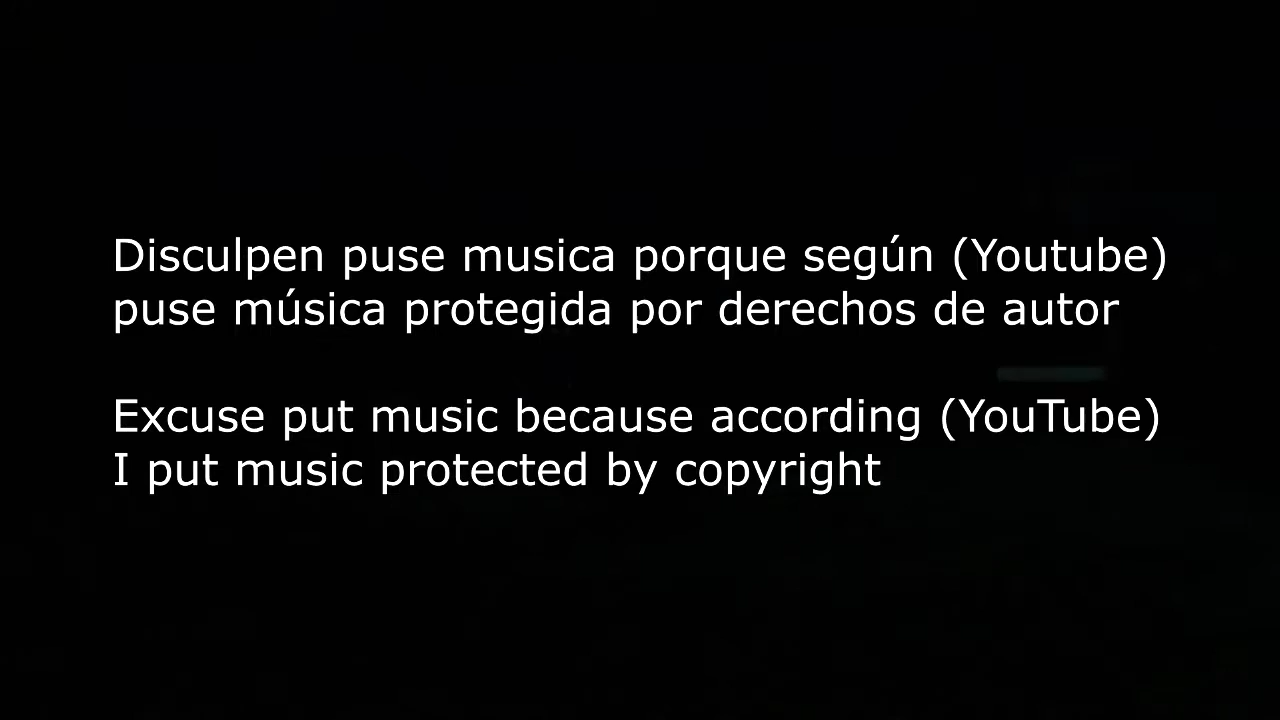 Disculpen puse musica porque según (Youtube)
puse música protegida por derechos de autor
Excuse put music because according (YouTube)
I put music protected by copyright